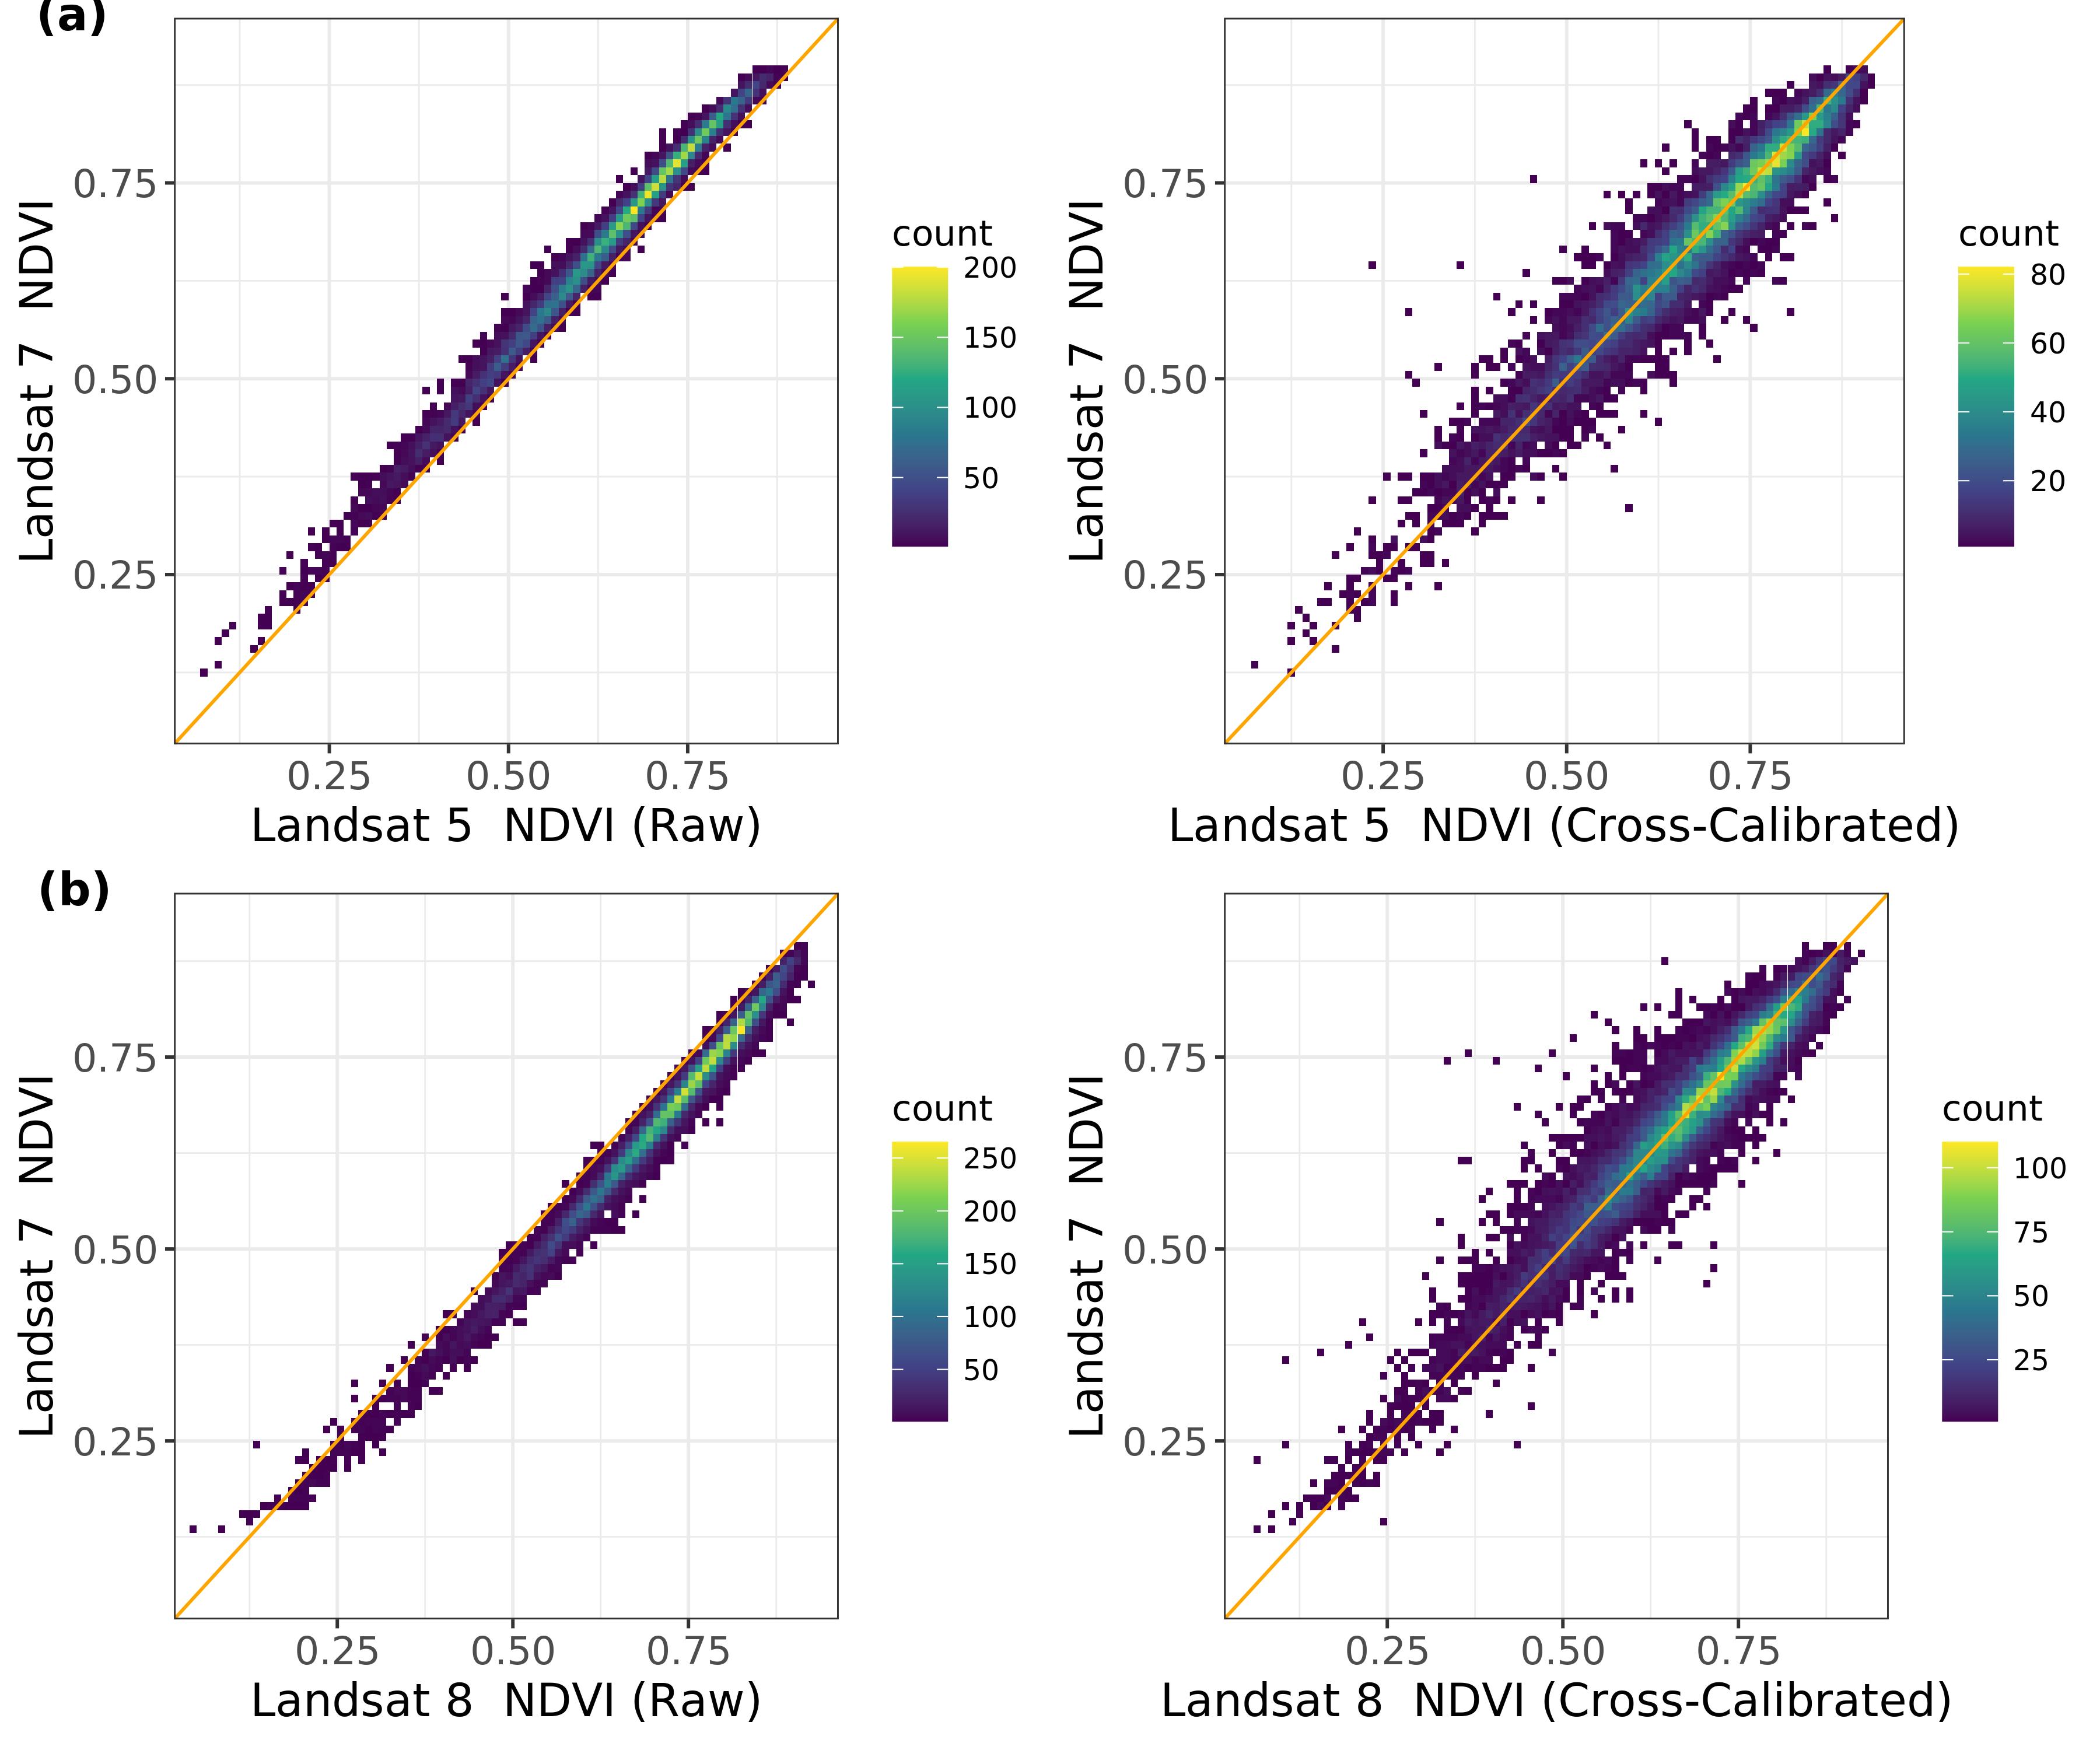 (a)
Landsat 7 NDVI
0.75
0.50
0.25
0.25 0.50 0.75
Landsat 5 NDVI (Raw)
count
200
150
100
50
Landsat 7 NDVI
0.75
0.50
0.25
0.25 0.50 0.75
Landsat 5 NDVI (Cross-Calibrated)
count
80
60
40
20
(b)
Landsat 7 NDVI
0.75
0.50
0.25
0.25 0.50 0.75
Landsat 8 NDVI (Raw)
count
250
200
150
100
50
Landsat 7 NDVI
0.75
0.50
0.25
0.25 0.50 0.75
Landsat 8 NDVI (Cross-Calibrated)
count
100
75
50
25